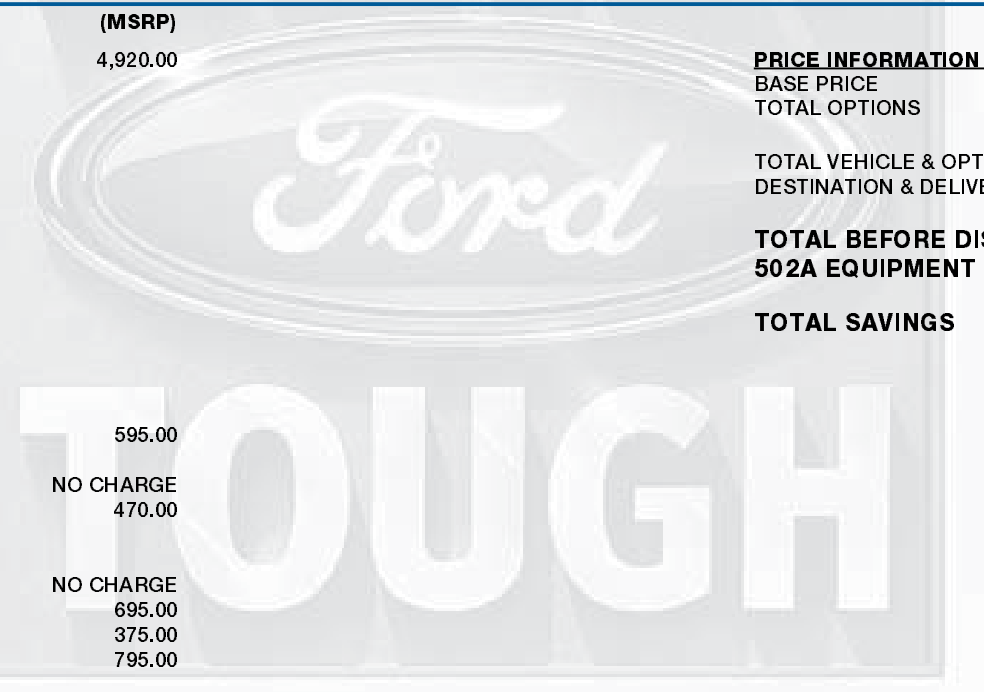 (MSRP)
4,920.00
595.00
NO CHARGE
470.00
NO CHARGE
695.00
375.00
795.00
PRICE INFORMATION
BASE PRICE
TOTAL OPTIONS
TOTAL VEHICLE & OPT
DESTINATION & DELIVE
TOTAL BEFORE DIS
502A EQUIPMENT
TOTAL SAVINGS
Ford
TOUGH